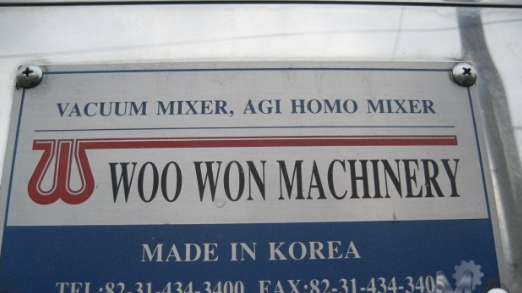 VACUUM MIXER, AGI HOMO MIXER
WOO WON MACHINERY
MADE IN KOREA
TEL:82-31-434-3400 FAX:82-31-434-3405